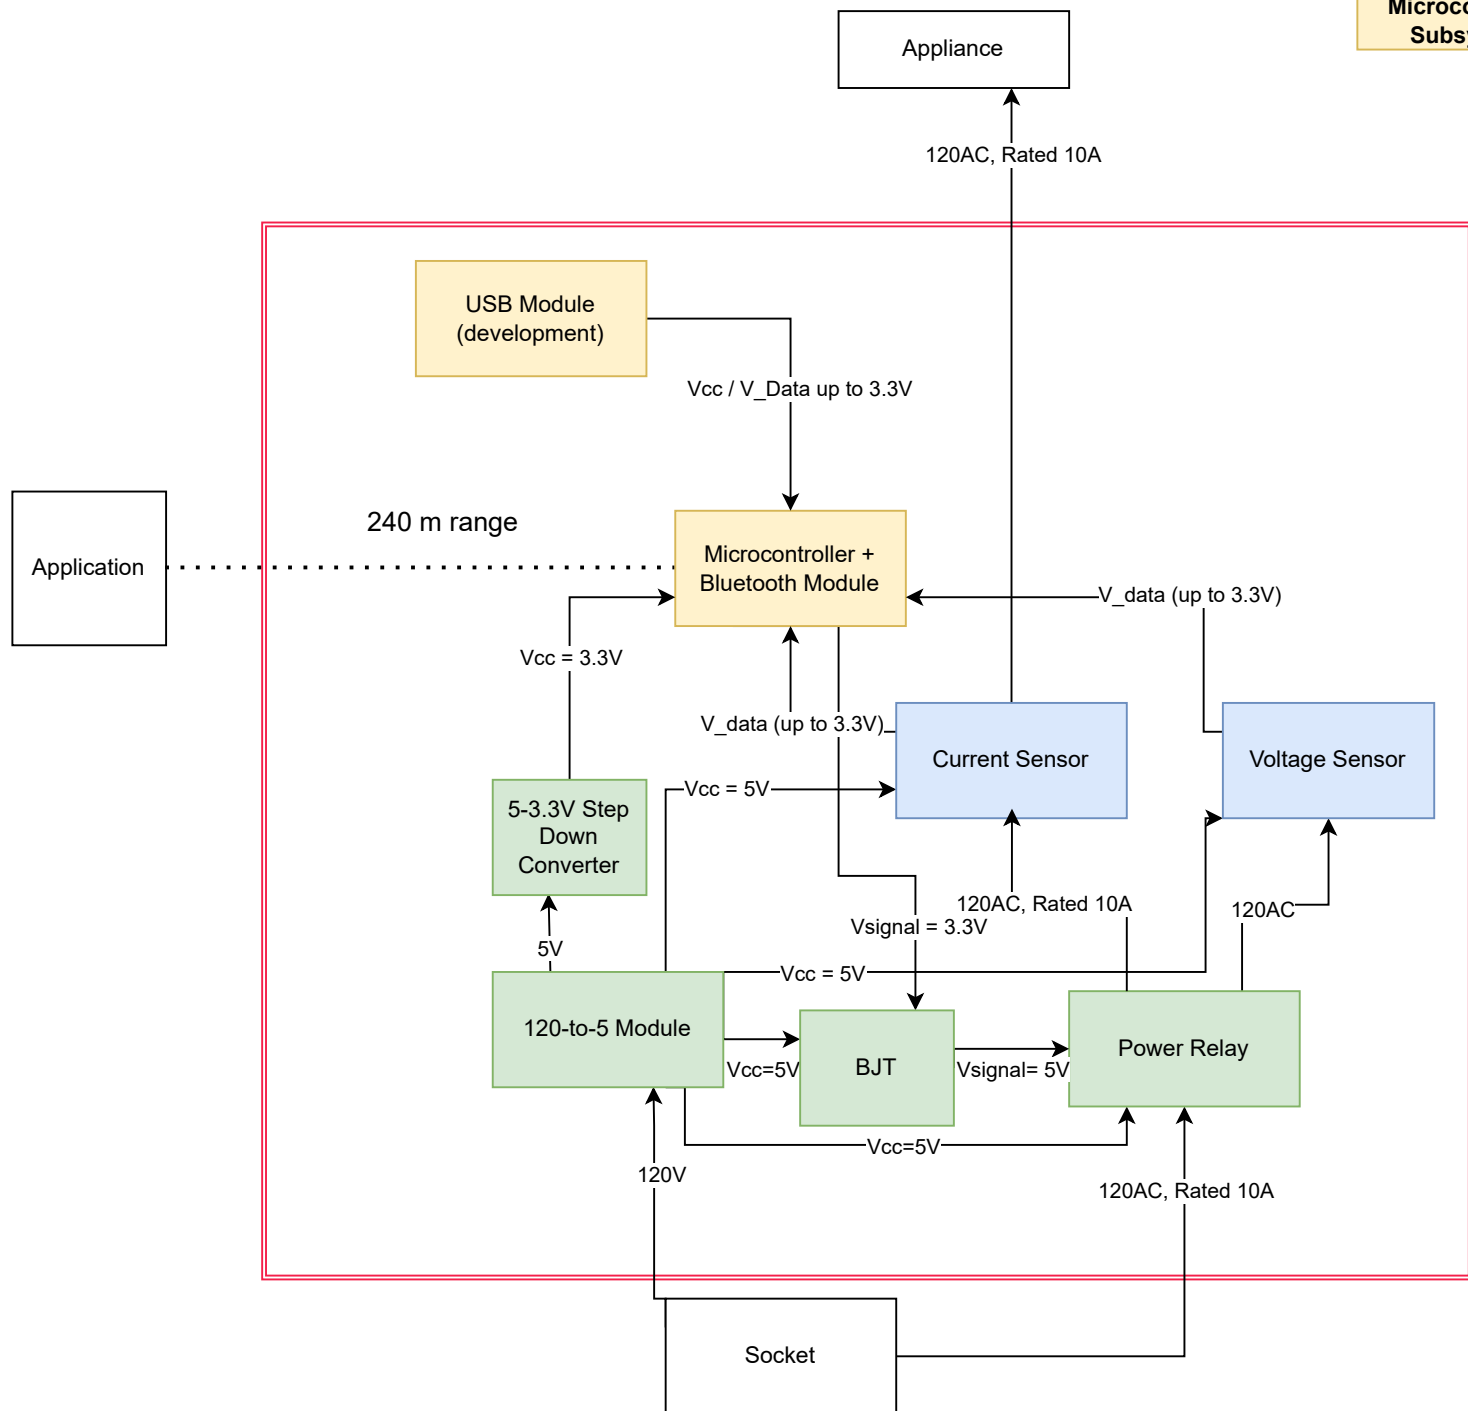 Appliance
120AC, Rated 10A
USB Module
(development)
Vcc / V_Data up to 3.3V
240 m range
Application
Microcontroller +
Bluetooth Module
V_data (up to 3.3V)
Vcc = 3.3V
V_data (up to 3.3V)
Current Sensor
Voltage Sensor
Vcc = 5V
5-3.3V Step
Down
Converter
120AC, Rated 10A
120AC
Vsignal = 3.3V
5V
Vcc = 5V
120-to-5 Module
Power Relay
BJT
Vcc=5V
Vsignal= 5V
Vcc=5V
120V
120AC, Rated 10A
Socket